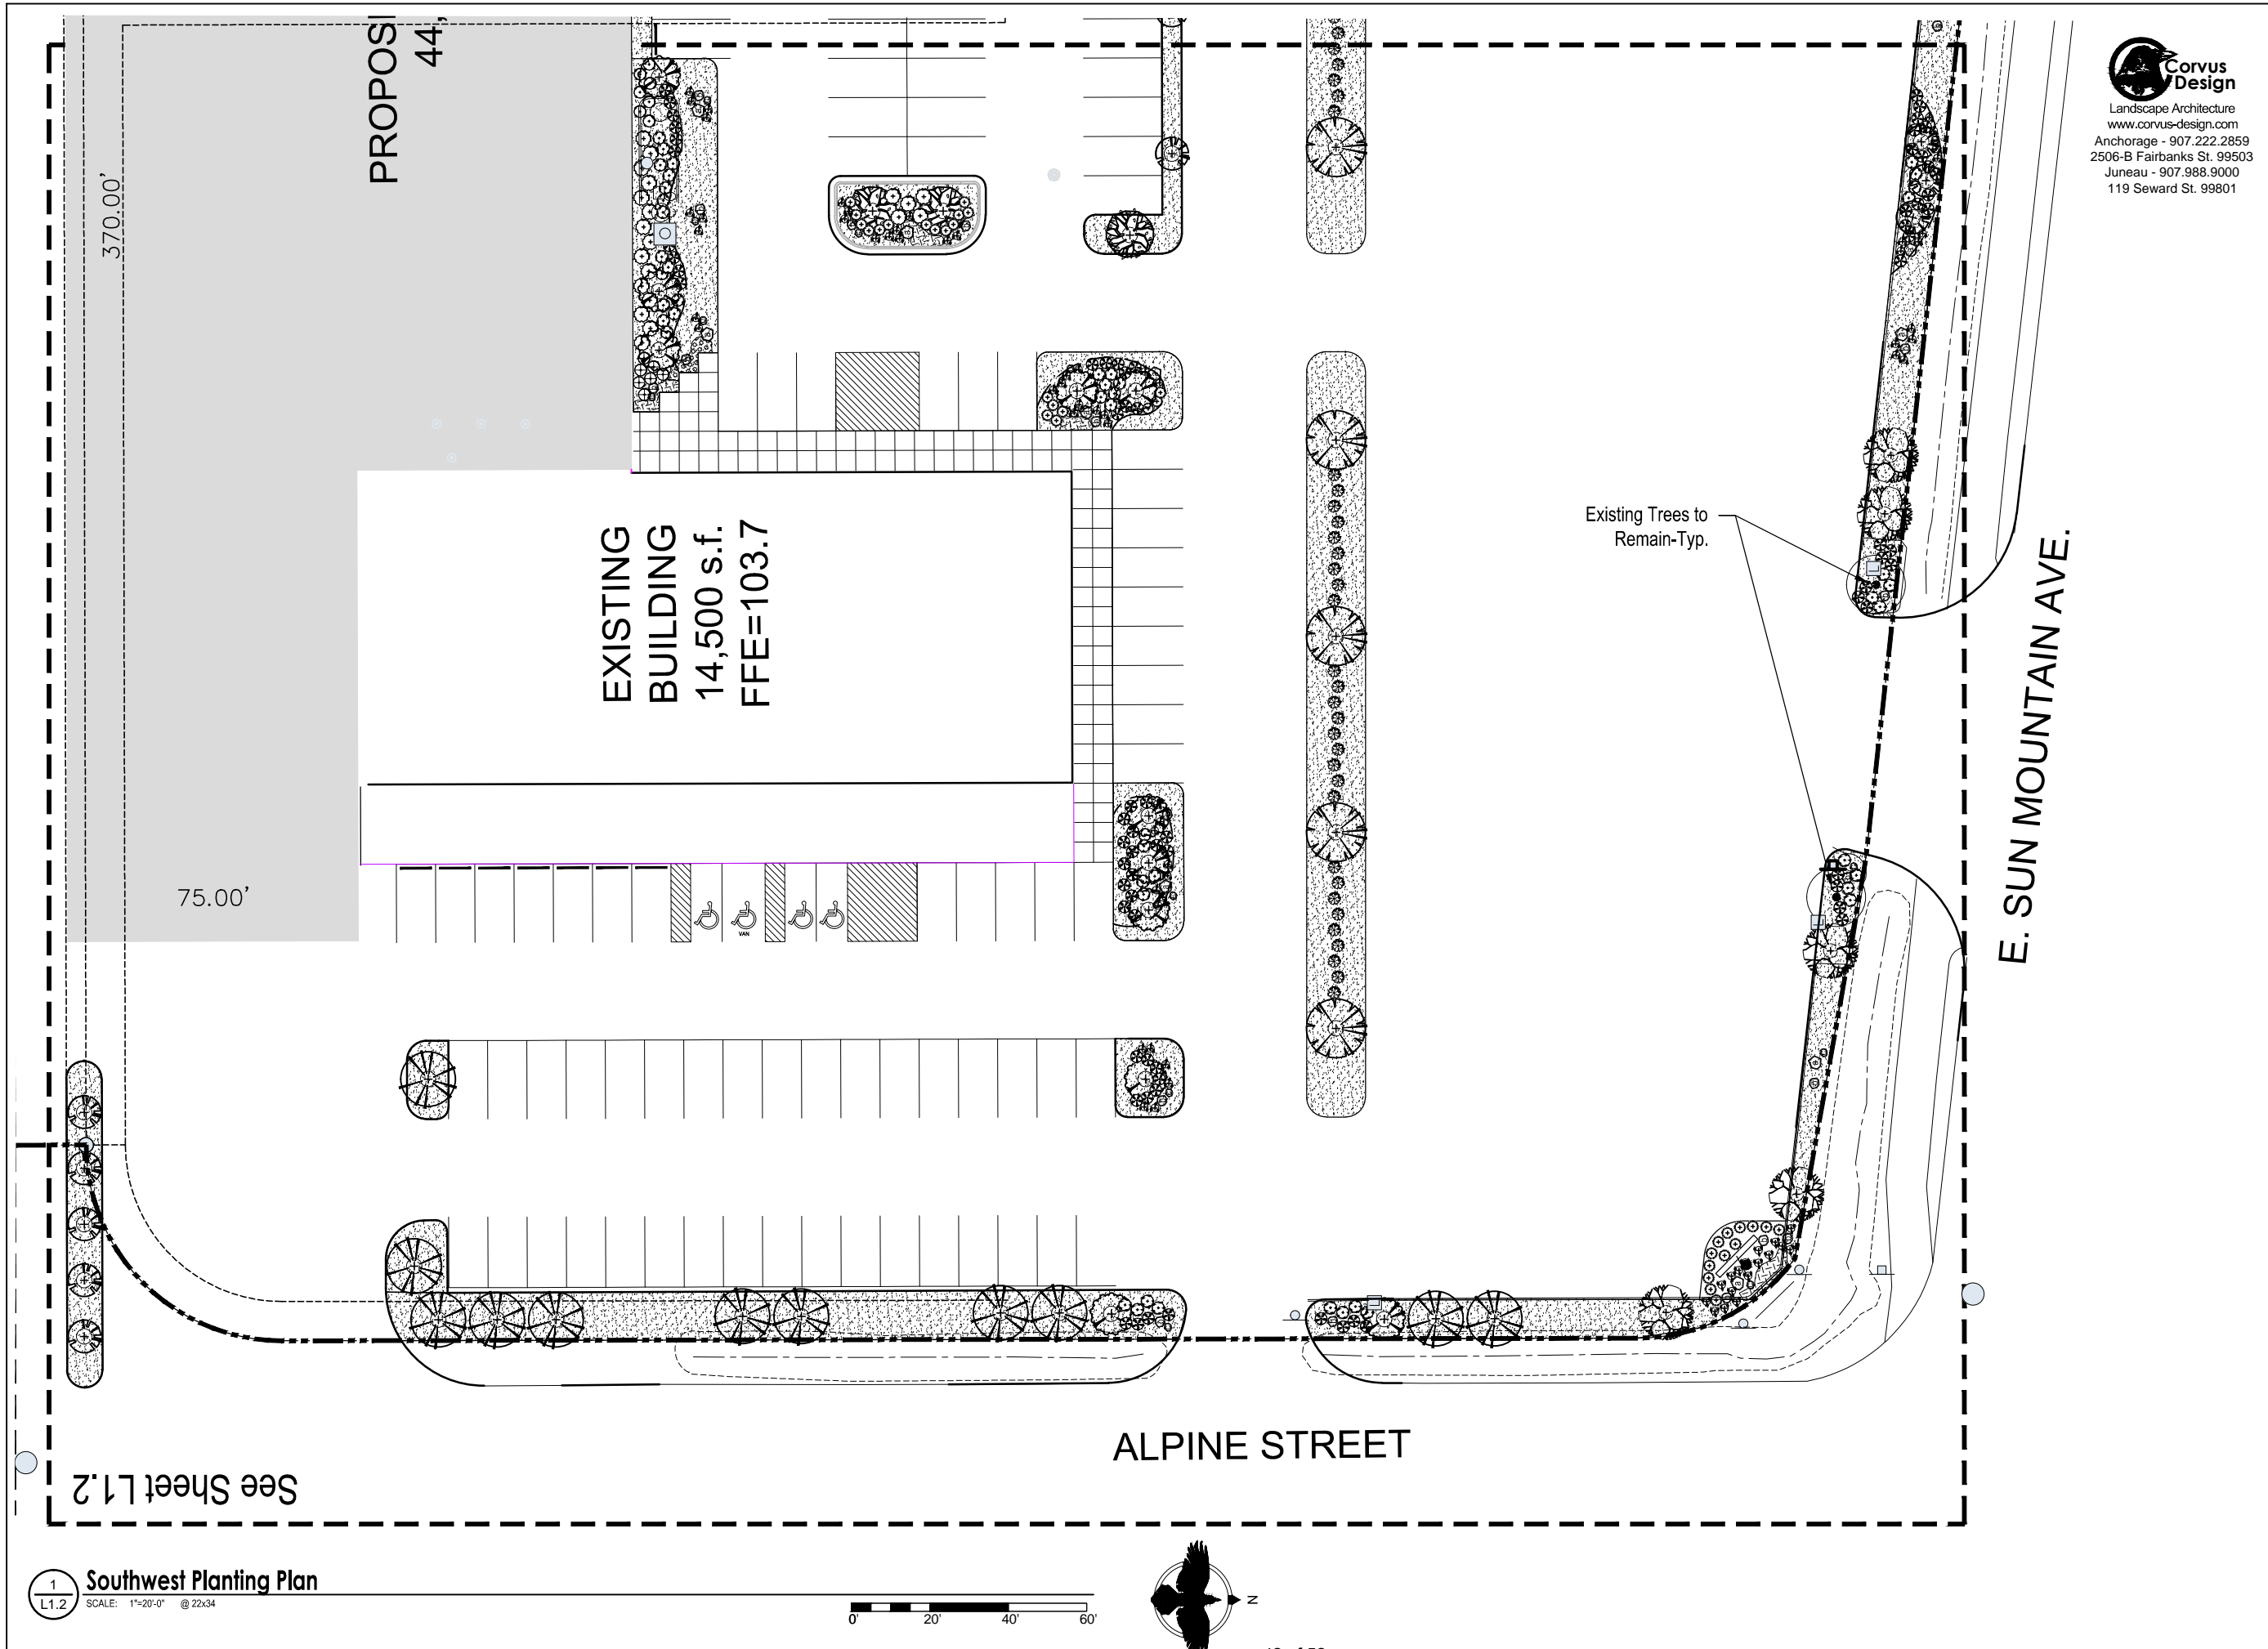 PROPOSI
44,
370.00'
Corvus
Design
Landscape Architecture
www.corvus-design.com
Anchorage - 907.222.2859
2506-B Fairbanks St. 99503
Juneau - 907.988.9000
119 Seward St. 99801
Existing Trees to
Remain-Typ.
EXISTING
BUILDING
14,500 s.f.
FFE=103.7
E. SUN MOUNTAIN AVE.
75.00'
VAN
ALPINE STREET
See Sheet L1.2
1
L1.2
Southwest Planting Plan
SCALE: 1"=20'-0" @ 22x34
0' 20' 40' 60'
N